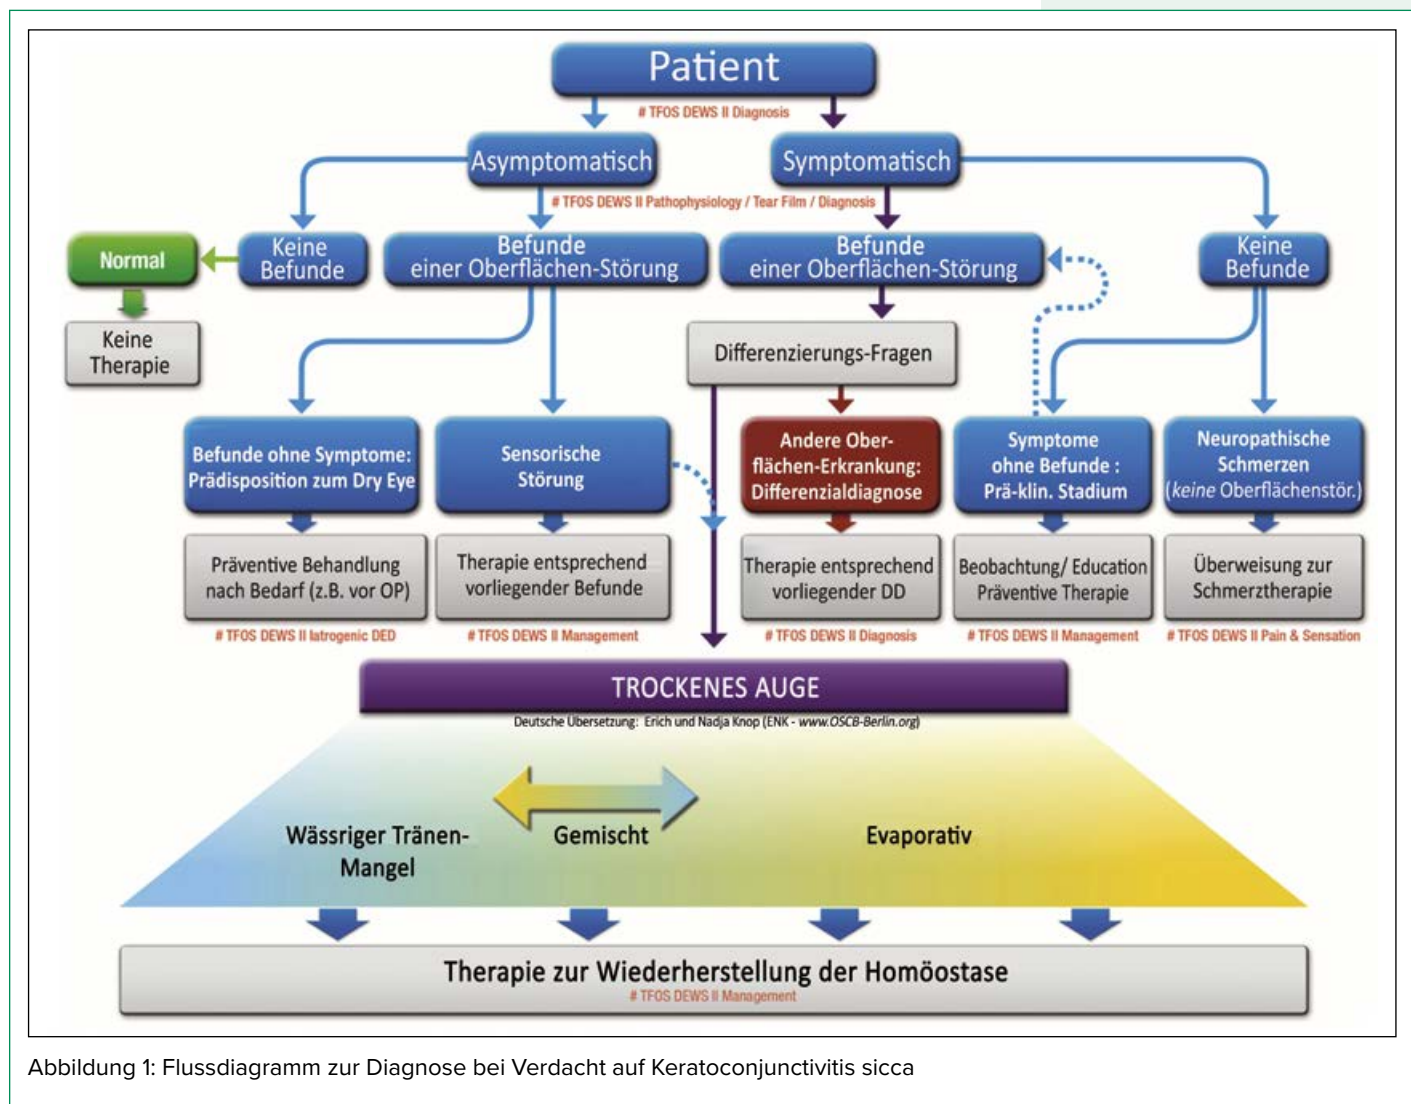 Patient
# TFOS DEWS II Diagnosis
Asymptomatisch
Symptomatisch
# TFOS DEWS II Pathophysiology / Tear Film / Diagnosis
Normal
Keine
Befunde
Befunde
einer Oberflächen-Störung
Befunde
einer Oberflächen-Störung
Keine
Befunde
Keine
Therapie
Differenzierungs-Fragen
Befunde ohne Symptome:
Prädisposition zum Dry Eye
Sensorische
Störung
Andere Ober-
flächen-Erkrankung:
Differenzialdiagnose
Symptome
ohne Befunde :
Prä-klin. Stadium
Neuropathische
Schmerzen
(keine Oberflächenstör.)
Präventive Behandlung
nach Bedarf (z.B. vor OP)
Therapie entsprechend
vorliegender Befunde
Therapie entsprechend
vorliegender DD
Beobachtung/ Education
Präventive Therapie
Überweisung zur
Schmerztherapie
# TFOS DEWS II Iatrogenic DED
# TFOS DEWS II Management
# TFOS DEWS II Diagnosis
# TFOS DEWS II Management
# TFOS DEWS II Pain & Sensation
TROCKENES AUGE
Deutsche Übersetzung: Erich und Nadja Knop (ENK - www.OSCB-Berlin.org)
Wässriger Tränen-
Mangel
Gemischt
Evaporativ
Therapie zur Wiederherstellung der Homöostase
# TFOS DEWS II Management
Abbildung 1: Flussdiagramm zur Diagnose bei Verdacht auf Keratoconjunctivitis sicca